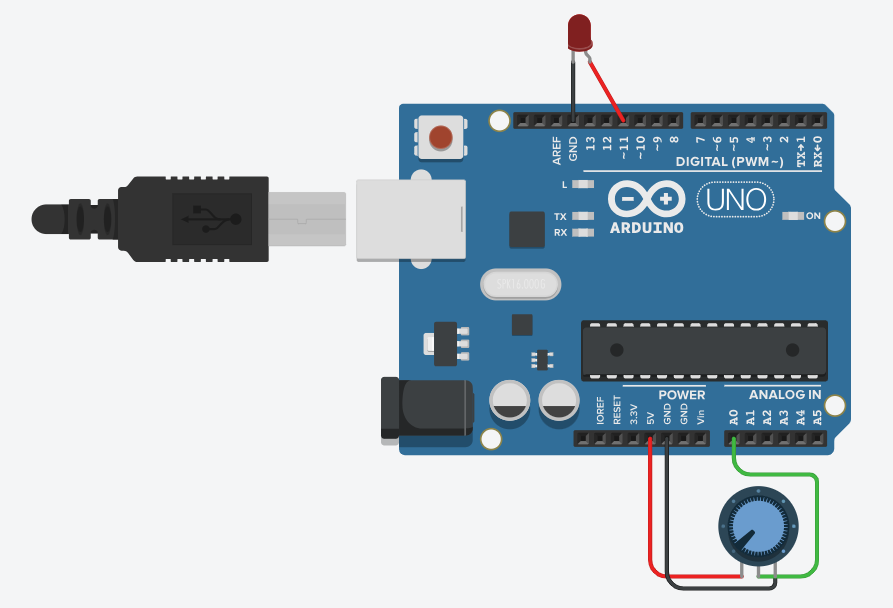 AREF
GND
13
12
~11
~10
~9
8
7
~6
~5
4
~3
2
TX→1
RX←0
DIGITAL (PWM~)
L
TX
RX
UNO
ON
ARDUINO
SPK16.000G
POWER
ANALOG IN
IOREF
RESET
3.3V
5V
GND
GND
Vin
A0
A1
A2
A3
A4
A5